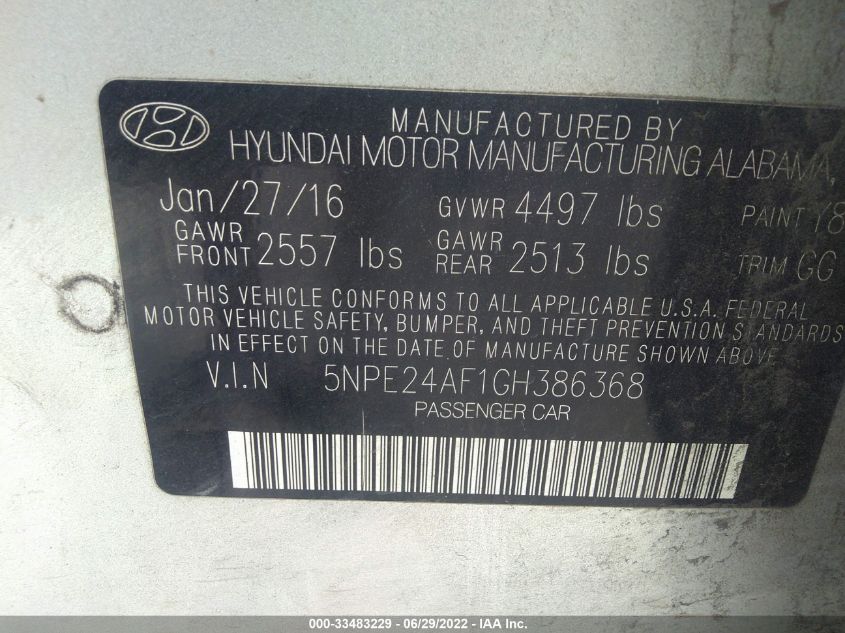 MANUFACTURED BY
HYUNDAI MOTOR MANUFACTURING ALABAMA,
Jan/27/16 GVWR 4497 lbs PAINT Y8
GAWR FRONT 2557 lbs GAWR REAR 2513 lbs TRIM GG
THIS VEHICLE CONFORMS TO ALL APPLICABLE U.S.A. FEDERAL
MOTOR VEHICLE SAFETY, BUMPER, AND THEFT PREVENTION STANDARDS
IN EFFECT ON THE DATE OF MANUFACTURE SHOWN ABOVE.
V.I.N 5NPE24AF1GH386368
PASSENGER CAR
000-33483229 - 06/29/2022 - IAA Inc.